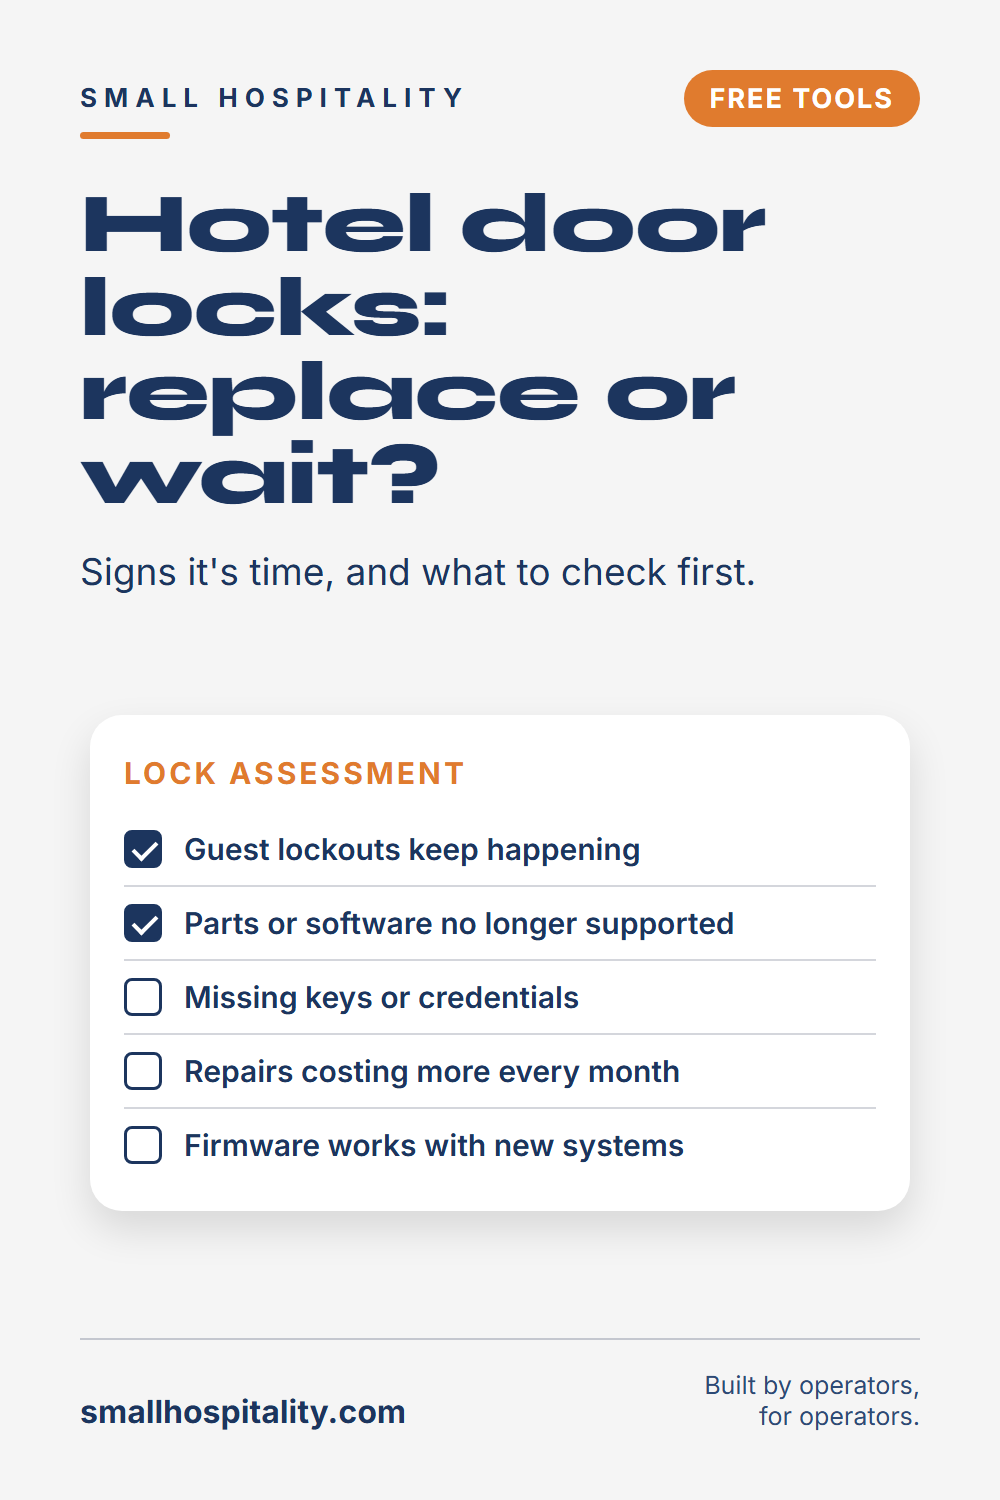 SMALL HOSPITALITY
FREE TOOLS
Hotel door
locks:
replace or
wait?
Signs it's time, and what to check first.
LOCK ASSESSMENT
Guest lockouts keep happening
Parts or software no longer supported
Missing keys or credentials
Repairs costing more every month
Firmware works with new systems
smallhospitality.com
Built by operators,
for operators.